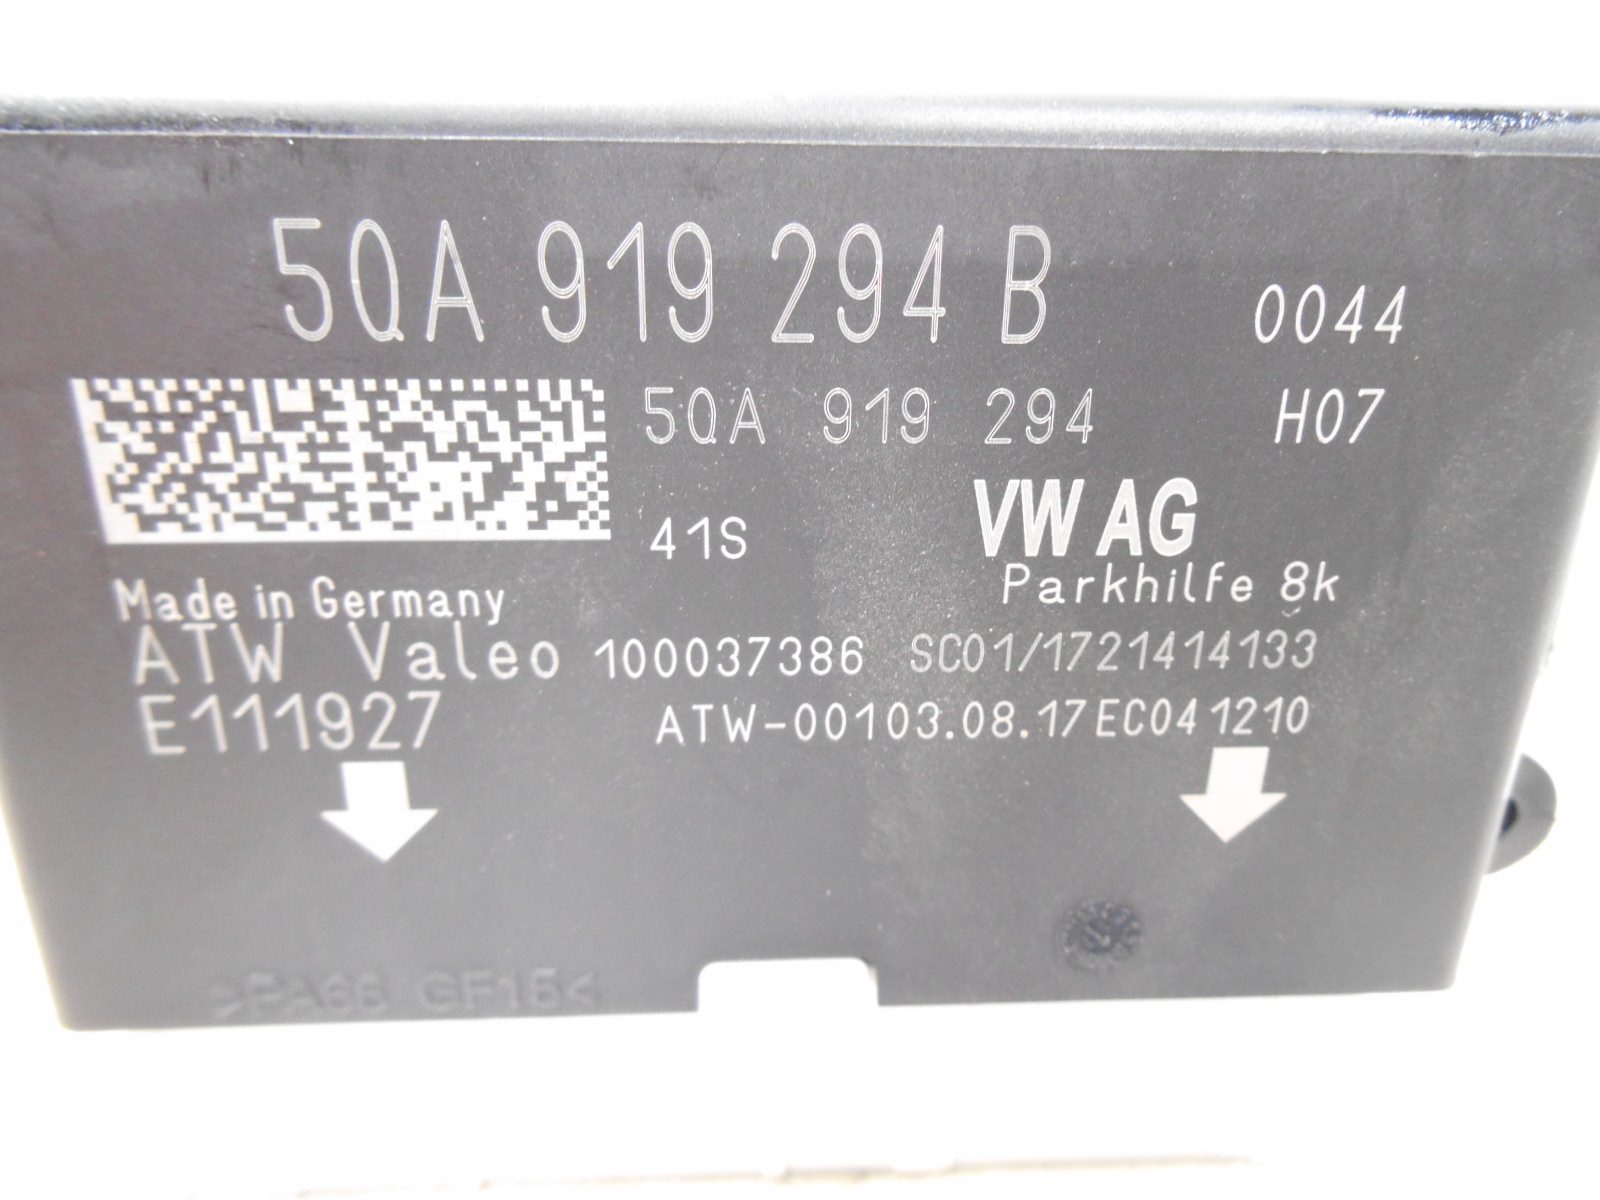 5QA 919 294 B 0044
5QA 919 294 H07
41S VW AG
Parkhilfe 8k
Made in Germany
ATW Valeo 100037386 SC01/1721414133
E111927 ATW-00103.08.17EC041210
>PA66 GF15<